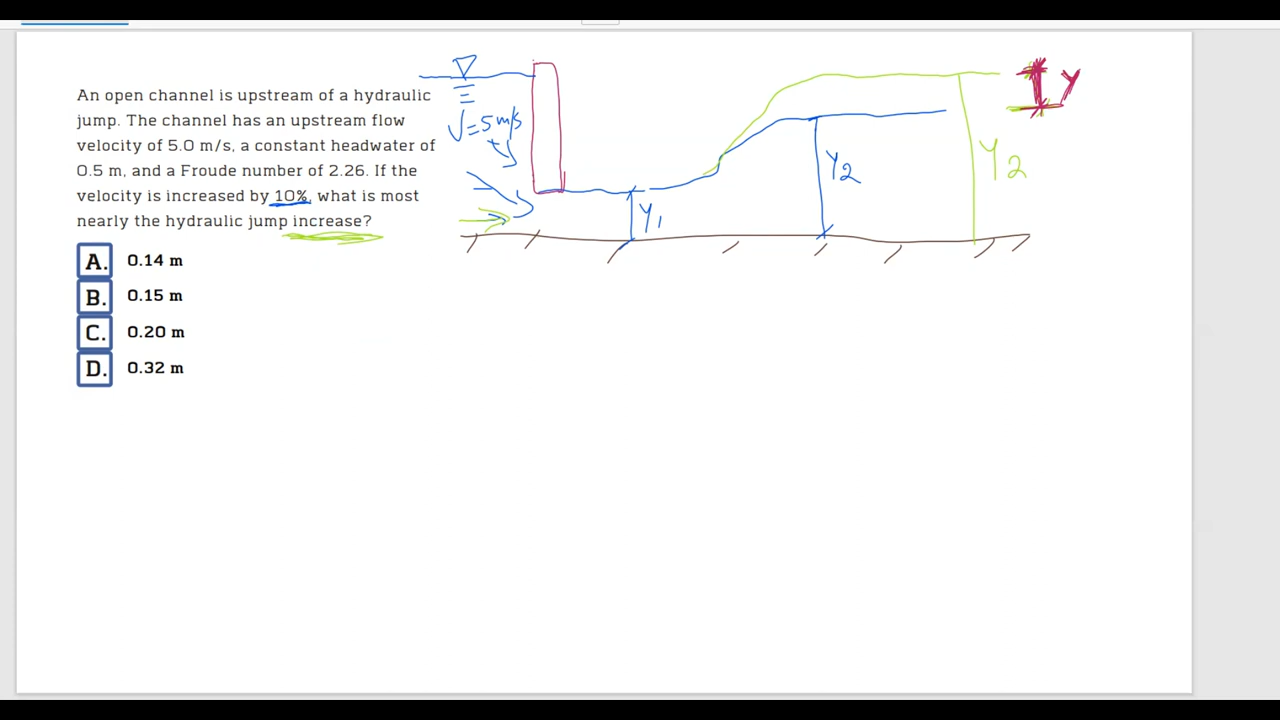 An open channel is upstream of a hydraulic
jump. The channel has an upstream flow
velocity of 5.0 m/s, a constant headwater of
0.5 m, and a Froude number of 2.26. If the
velocity is increased by 10%, what is most
nearly the hydraulic jump increase?
A. 0.14 m
B. 0.15 m
C. 0.20 m
D. 0.32 m
V=5 m/s
Y1
Y2
Y2
y